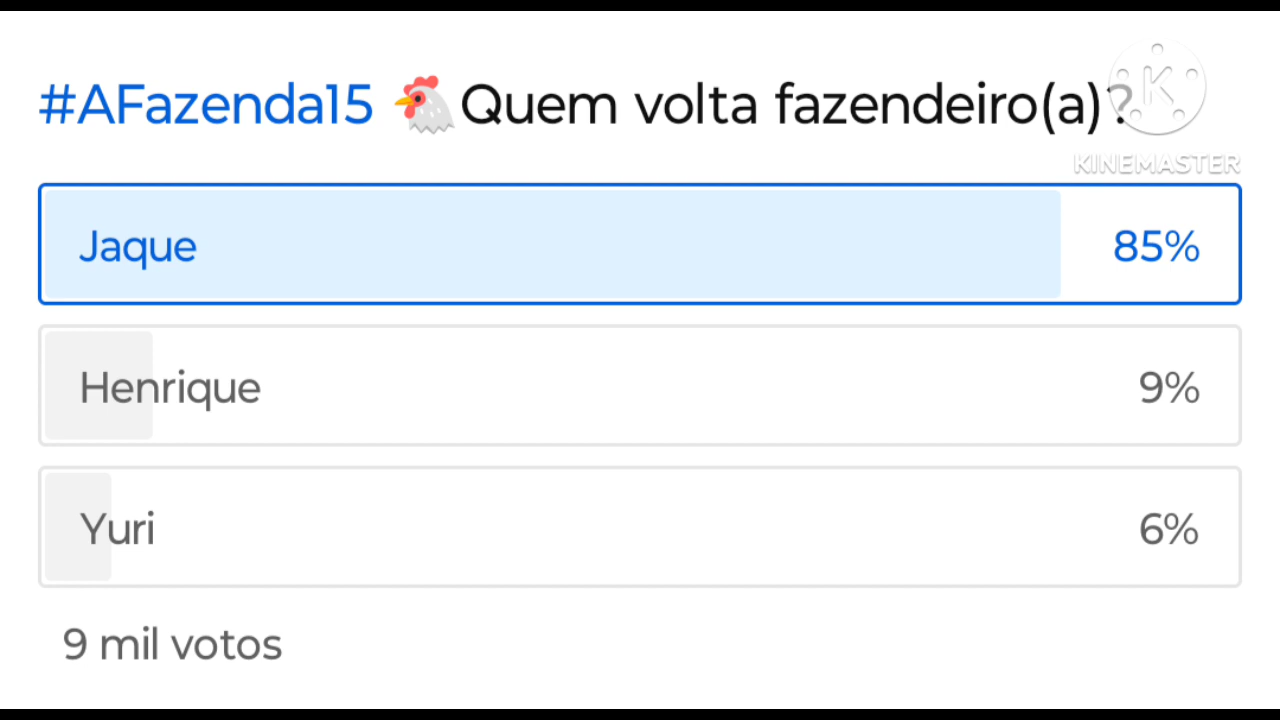 #AFazenda15 🐔Quem volta fazendeiro(a)?
KINEMASTER
Jaque 85%
Henrique 9%
Yuri 6%
9 mil votos